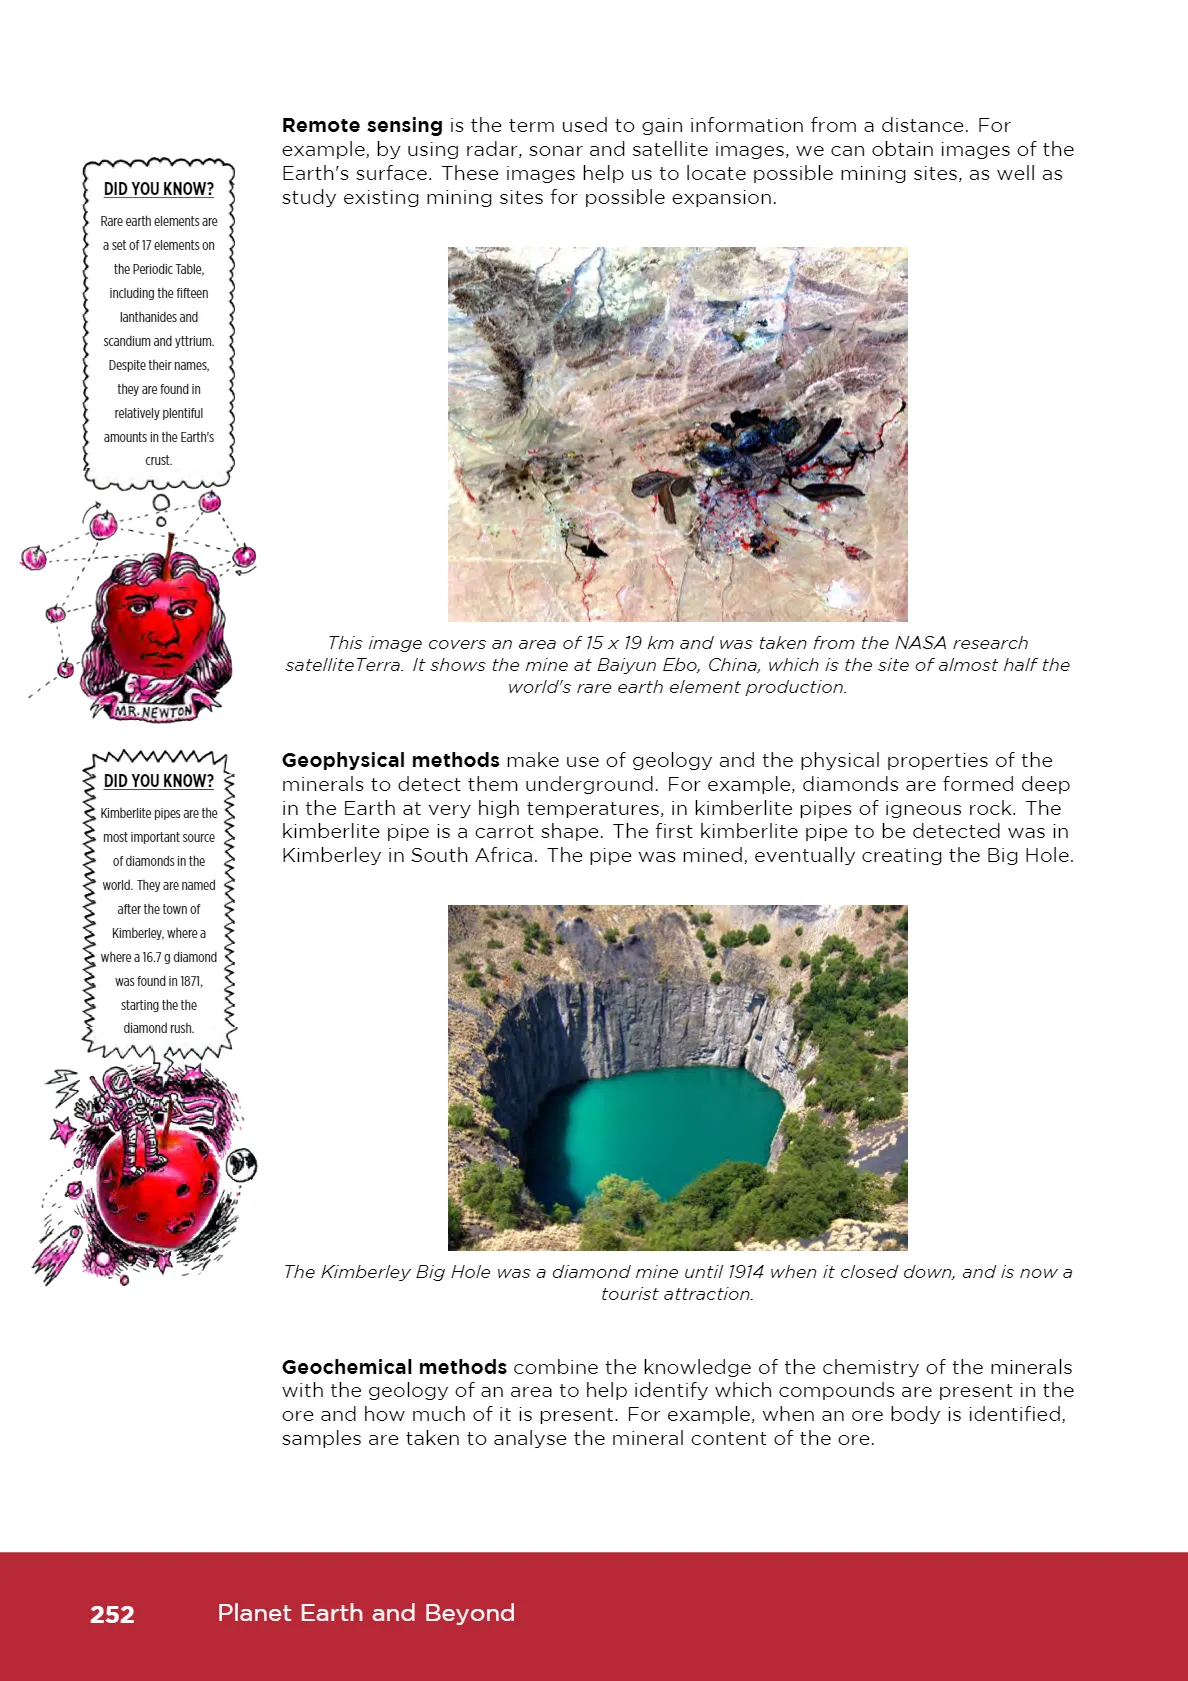 Remote sensing is the term used to gain information from a distance. For
example, by using radar, sonar and satellite images, we can obtain images of the
Earth's surface. These images help us to locate possible mining sites, as well as
study existing mining sites for possible expansion.
DID YOU KNOW?
Rare earth elements are
a set of 17 elements on
the Periodic Table,
including the fifteen
lanthanides and
scandium and yttrium.
Despite their names,
they are found in
relatively plentiful
amounts in the Earth's
crust.
MR. NEWTON
This image covers an area of 15 x 19 km and was taken from the NASA research
satelliteTerra. It shows the mine at Baiyun Ebo, China, which is the site of almost half the
world's rare earth element production.
Geophysical methods make use of geology and the physical properties of the
minerals to detect them underground. For example, diamonds are formed deep
in the Earth at very high temperatures, in kimberlite pipes of igneous rock. The
kimberlite pipe is a carrot shape. The first kimberlite pipe to be detected was in
Kimberley in South Africa. The pipe was mined, eventually creating the Big Hole.
DID YOU KNOW?
Kimberlite pipes are the
most important source
of diamonds in the
world. They are named
after the town of
Kimberley, where a
where a 16.7 g diamond
was found in 1871,
starting the the
diamond rush.
The Kimberley Big Hole was a diamond mine until 1914 when it closed down, and is now a
tourist attraction.
Geochemical methods combine the knowledge of the chemistry of the minerals
with the geology of an area to help identify which compounds are present in the
ore and how much of it is present. For example, when an ore body is identified,
samples are taken to analyse the mineral content of the ore.
252 Planet Earth and Beyond